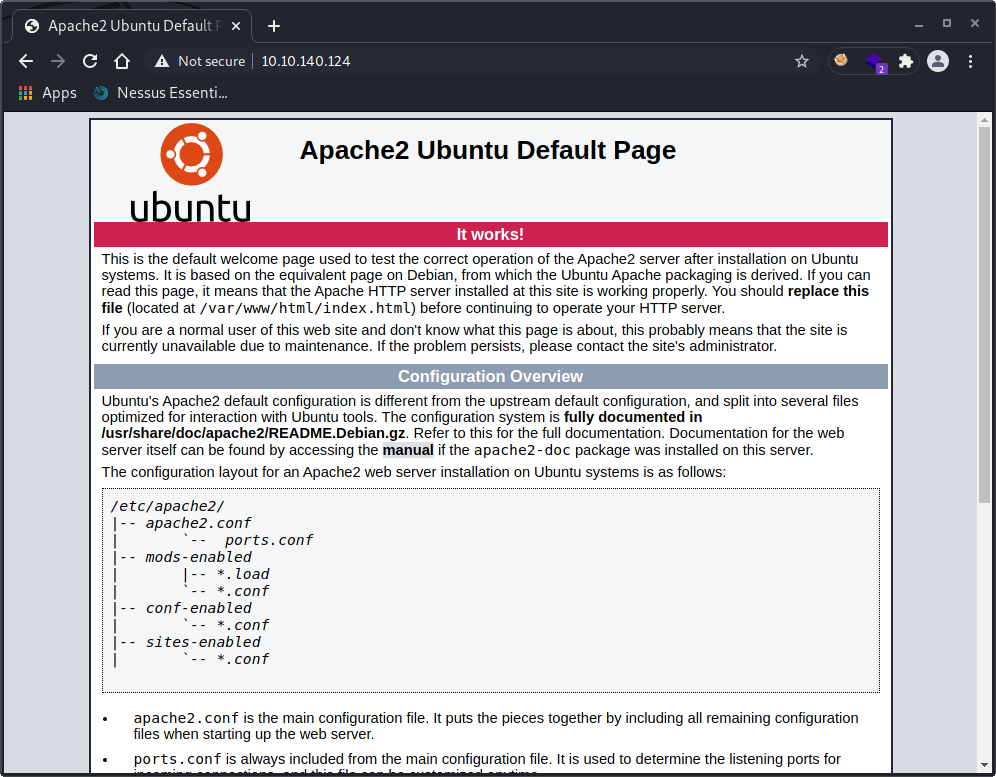 Apache2 Ubuntu Default P
Not secure
10.10.140.124
2
Apps
Nessus Essenti...
ubuntu
Apache2 Ubuntu Default Page
It works!
This is the default welcome page used to test the correct operation of the Apache2 server after installation on Ubuntu
systems. It is based on the equivalent page on Debian, from which the Ubuntu Apache packaging is derived. If you can
read this page, it means that the Apache HTTP server installed at this site is working properly. You should replace this
file (located at /var/www/html/index.html) before continuing to operate your HTTP server.
If you are a normal user of this web site and don't know what this page is about, this probably means that the site is
currently unavailable due to maintenance. If the problem persists, please contact the site's administrator.
Configuration Overview
Ubuntu's Apache2 default configuration is different from the upstream default configuration, and split into several files
optimized for interaction with Ubuntu tools. The configuration system is fully documented in
/usr/share/doc/apache2/README.Debian.gz. Refer to this for the full documentation. Documentation for the web
server itself can be found by accessing the manual if the apache2-doc package was installed on this server.
The configuration layout for an Apache2 web server installation on Ubuntu systems is as follows:
/etc/apache2/
|-- apache2.conf
|       `--  ports.conf
|-- mods-enabled
|       |-- *.load
|       `-- *.conf
|-- conf-enabled
|       `-- *.conf
|-- sites-enabled
|       `-- *.conf
• apache2.conf is the main configuration file. It puts the pieces together by including all remaining configuration
files when starting up the web server.
• ports.conf is always included from the main configuration file. It is used to determine the listening ports for
incoming connections, and this file can be customized anytime.